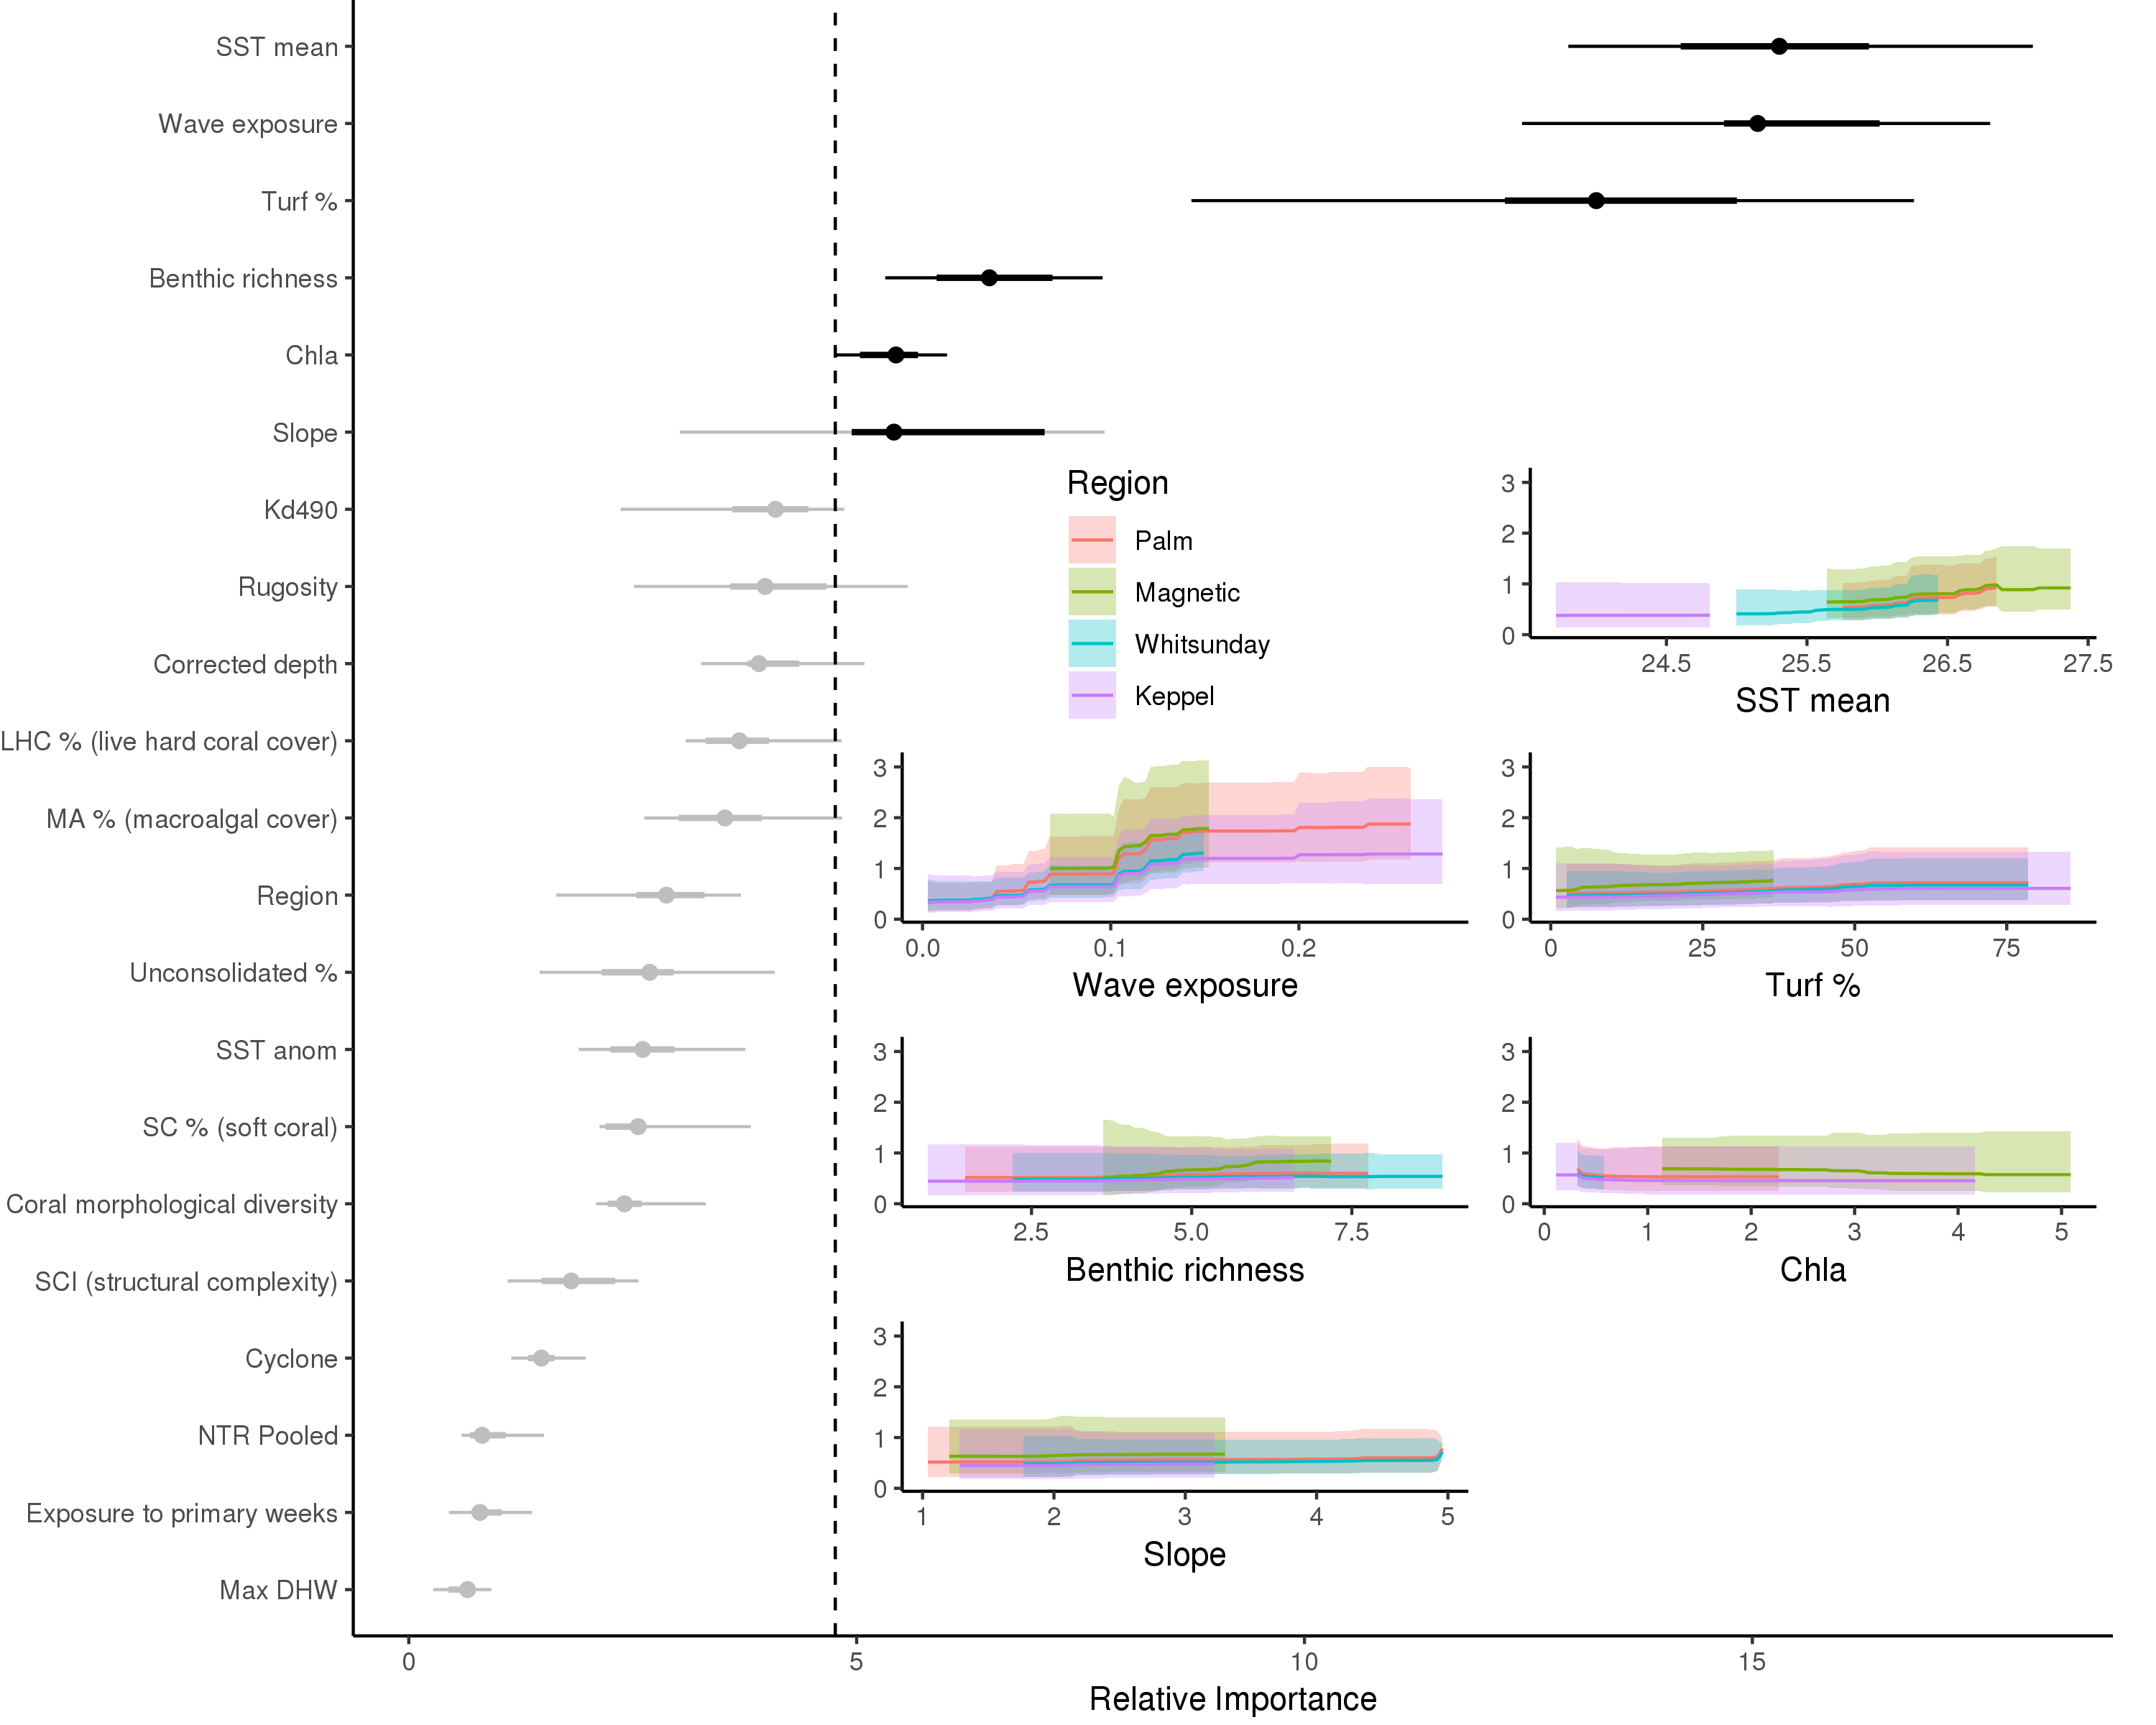 SST mean
Wave exposure
Turf %
Benthic richness
Chla
Slope
Kd490
Rugosity
Corrected depth
LHC % (live hard coral cover)
MA % (macroalgal cover)
Region
Unconsolidated %
SST anom
SC % (soft coral)
Coral morphological diversity
SCI (structural complexity)
Cyclone
NTR Pooled
Exposure to primary weeks
Max DHW
0 5 10 15
Relative Importance
Region
Palm
Magnetic
Whitsunday
Keppel
3
2
1
0
24.5 25.5 26.5 27.5
SST mean
3
2
1
0
0.0 0.1 0.2
Wave exposure
3
2
1
0
0 25 50 75
Turf %
3
2
1
0
2.5 5.0 7.5
Benthic richness
3
2
1
0
0 1 2 3 4 5
Chla
3
2
1
0
1 2 3 4 5
Slope